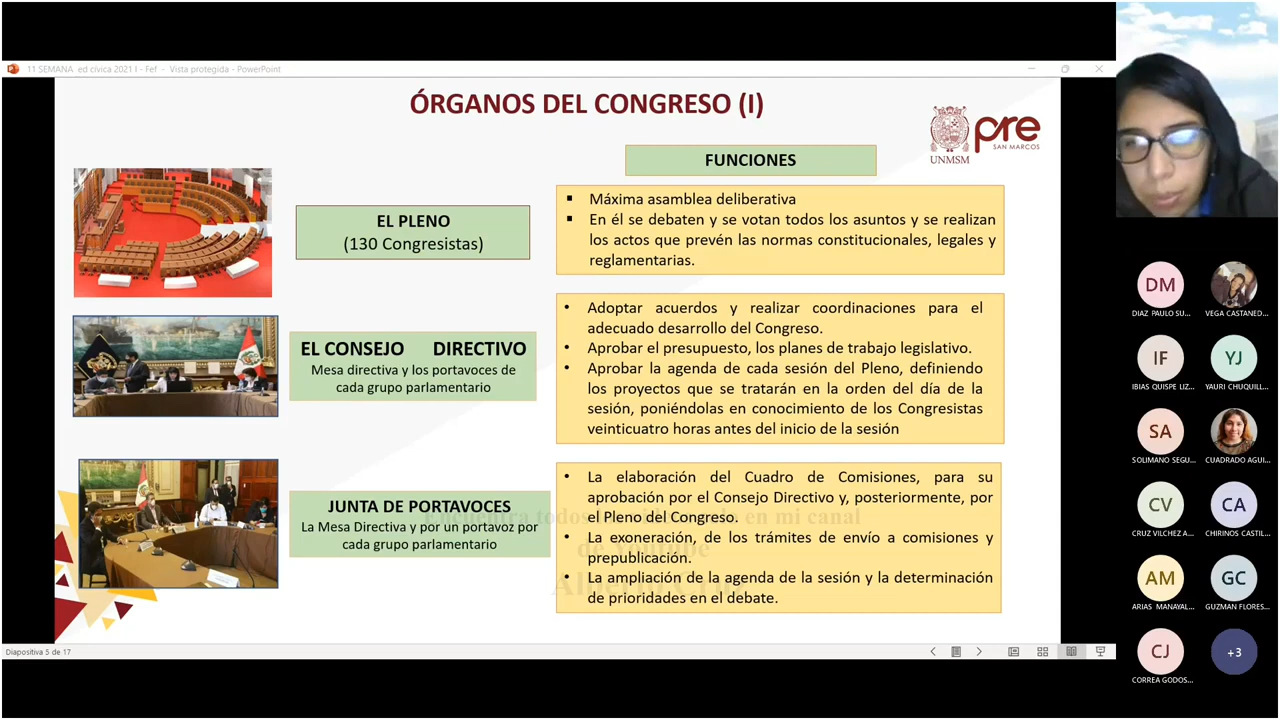 11 SEMANA ed cívica 2021 I - Fef - Vista protegida - PowerPoint
ÓRGANOS DEL CONGRESO (I)
UNMSM
pre
SAN MARCOS
FUNCIONES
EL PLENO
(130 Congresistas)
▪ Máxima asamblea deliberativa
▪ En él se debaten y se votan todos los asuntos y se realizan
los actos que prevén las normas constitucionales, legales y
reglamentarias.
EL CONSEJO DIRECTIVO
Mesa directiva y los portavoces de
cada grupo parlamentario
• Adoptar acuerdos y realizar coordinaciones para el
adecuado desarrollo del Congreso.
• Aprobar el presupuesto, los planes de trabajo legislativo.
• Aprobar la agenda de cada sesión del Pleno, definiendo
los proyectos que se tratarán en la orden del día de la
sesión, poniéndolas en conocimiento de los Congresistas
veinticuatro horas antes del inicio de la sesión
JUNTA DE PORTAVOCES
La Mesa Directiva y por un portavoz por
cada grupo parlamentario
• La elaboración del Cuadro de Comisiones, para su
aprobación por el Consejo Directivo y, posteriormente, por
el Pleno del Congreso.
• La exoneración, de los trámites de envío a comisiones y
prepublicación.
• La ampliación de la agenda de la sesión y la determinación
de prioridades en el debate.
Diapositiva 5 de 17
DM
DIAZ PAULO SU...
VEGA CASTANED...
IF
IBIAS QUISPE LIZ...
YJ
YAURI CHUQUILL...
SA
SOLIMANO SEGU...
CUADRADO AGUI...
CV
CRUZ VILCHEZ A...
CA
CHIRINOS CASTIL...
AM
ARIAS MANAYAL...
GC
GUZMAN FLORES...
CJ
CORREA GODOS...
+3